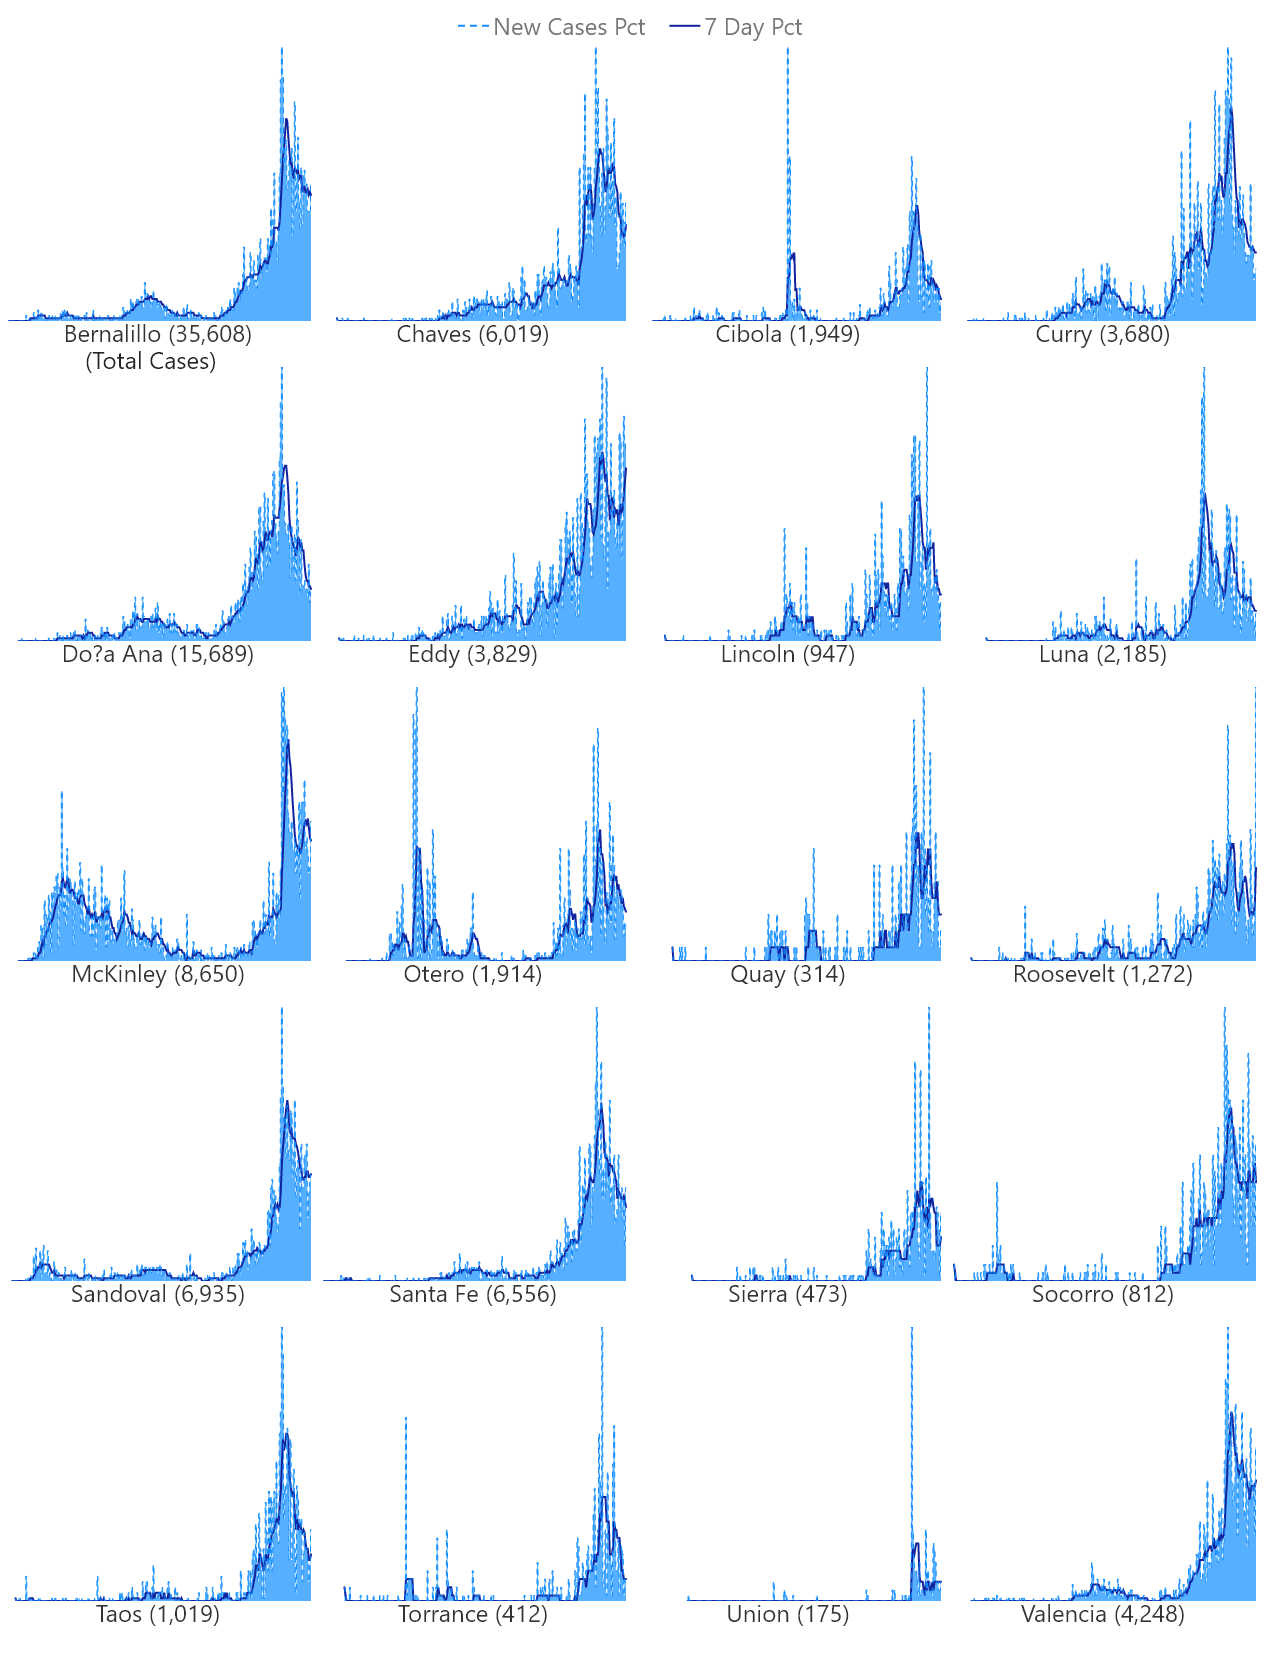 New Cases Pct 7 Day Pct
Bernalillo (35,608) Chaves (6,019) Cibola (1,949) Curry (3,680)
(Total Cases)
Do?a Ana (15,689) Eddy (3,829) Lincoln (947) Luna (2,185)
McKinley (8,650) Otero (1,914) Quay (314) Roosevelt (1,272)
Sandoval (6,935) Santa Fe (6,556) Sierra (473) Socorro (812)
Taos (1,019) Torrance (412) Union (175) Valencia (4,248)